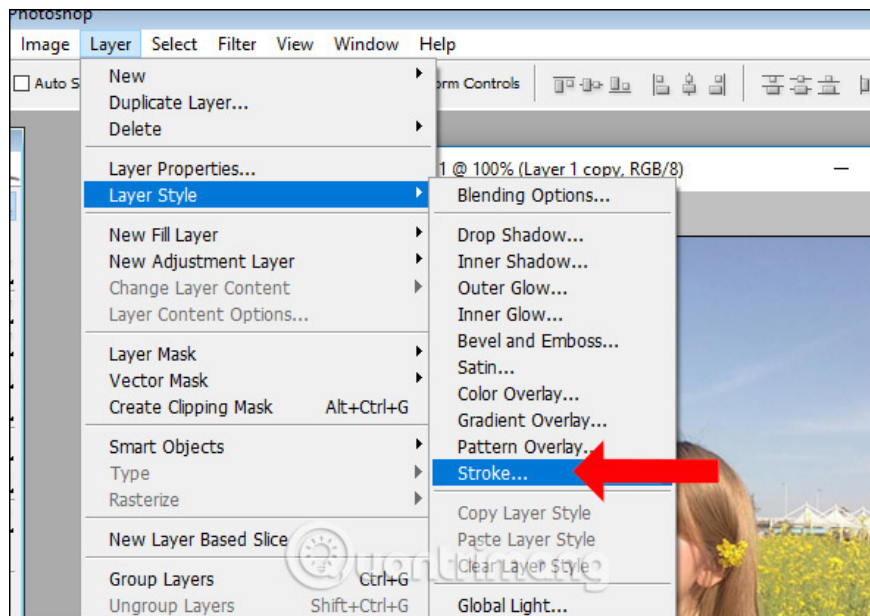 Photoshop
Image Layer Select Filter View Window Help
Auto S
orm Controls
New
Duplicate Layer...
Delete
1 @ 100% (Layer 1 copy, RGB/8)
Layer Properties...
Layer Style
New Fill Layer
New Adjustment Layer
Change Layer Content
Layer Content Options...
Layer Mask
Vector Mask
Create Clipping Mask Alt+Ctrl+G
Smart Objects
Type
Rasterize
New Layer Based Slice
Group Layers Ctrl+G
Ungroup Layers Shift+Ctrl+G
Blending Options...
Drop Shadow...
Inner Shadow...
Outer Glow...
Inner Glow...
Bevel and Emboss...
Satin...
Color Overlay...
Gradient Overlay...
Pattern Overlay...
Stroke...
Copy Layer Style
Paste Layer Style
Clear Layer Style
Global Light...
Quantrimang